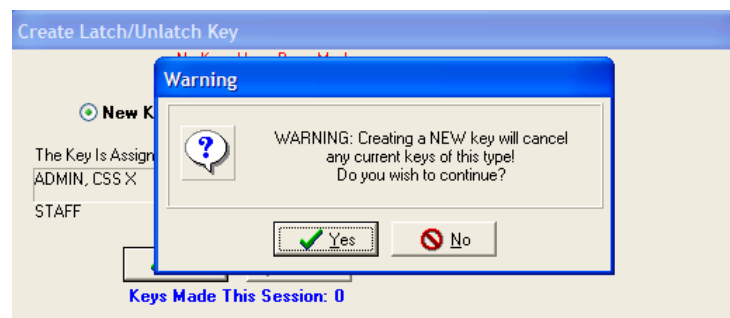 Create Latch/Unlatch Key
Warning
New K
WARNING: Creating a NEW key will cancel
any current keys of this type!
Do you wish to continue?
The Key Is Assign
ADMIN, CSS X
STAFF
Yes
No
Keys Made This Session: 0